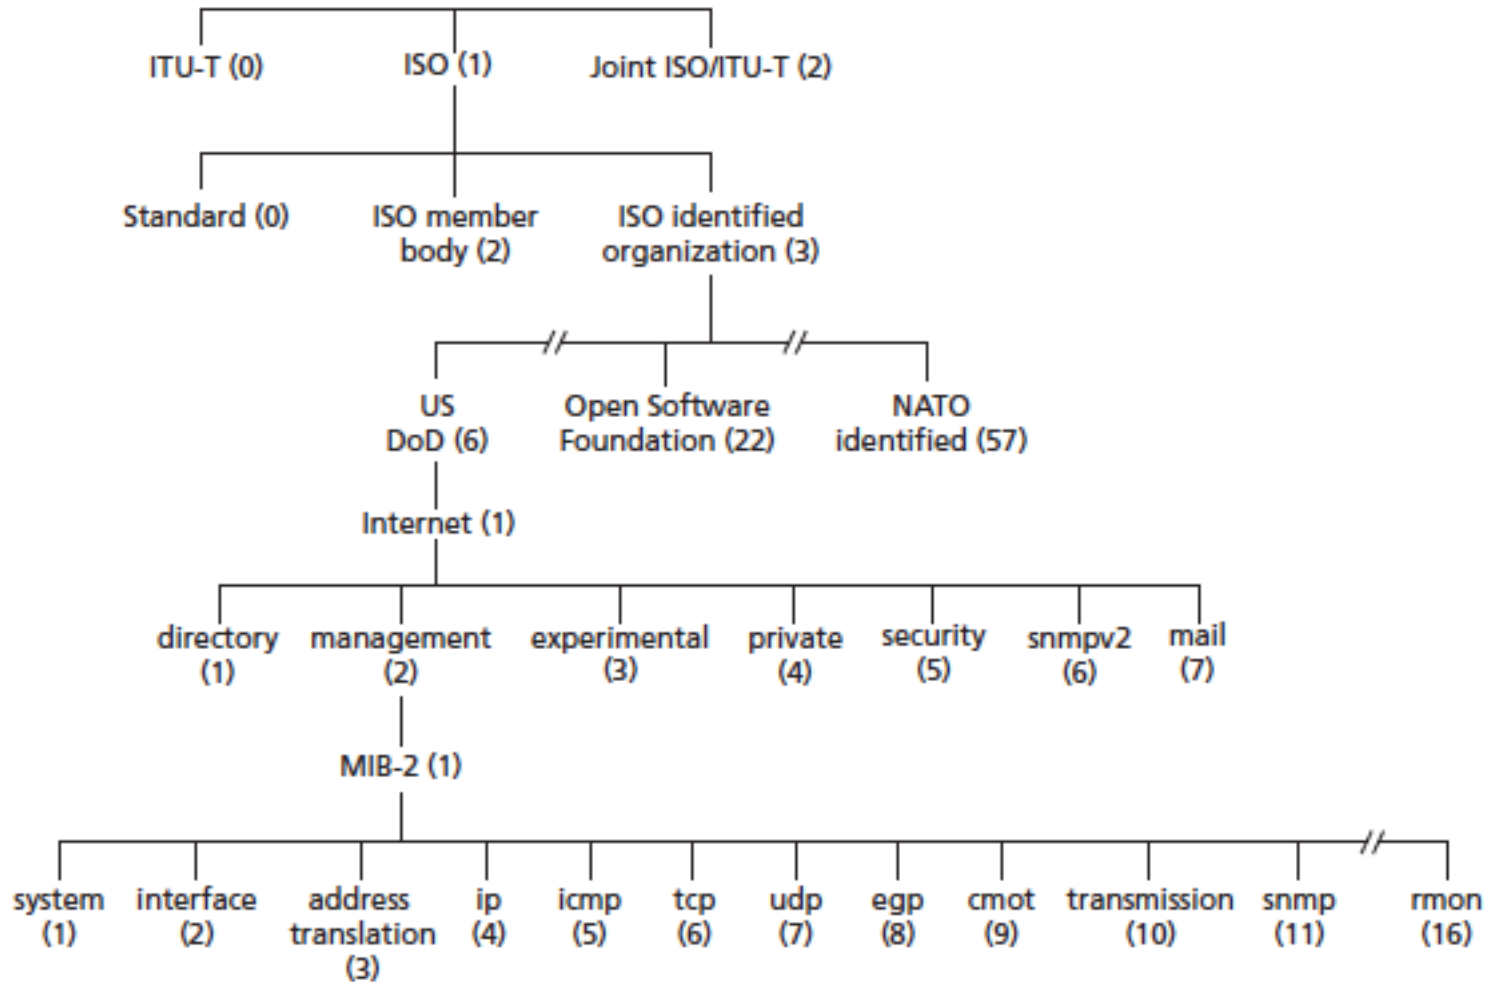 ITU-T (0) ISO (1) Joint ISO/ITU-T (2)
Standard (0) ISO member ISO identified
body (2) organization (3)
US Open Software NATO
DoD (6) Foundation (22) identified (57)
Internet (1)
directory management experimental private security snmpv2 mail
(1) (2) (3) (4) (5) (6) (7)
MIB-2 (1)
system interface address ip icmp tcp udp egp cmot transmission snmp rmon
(1) (2) translation (4) (5) (6) (7) (8) (9) (10) (11) (16)
(3)